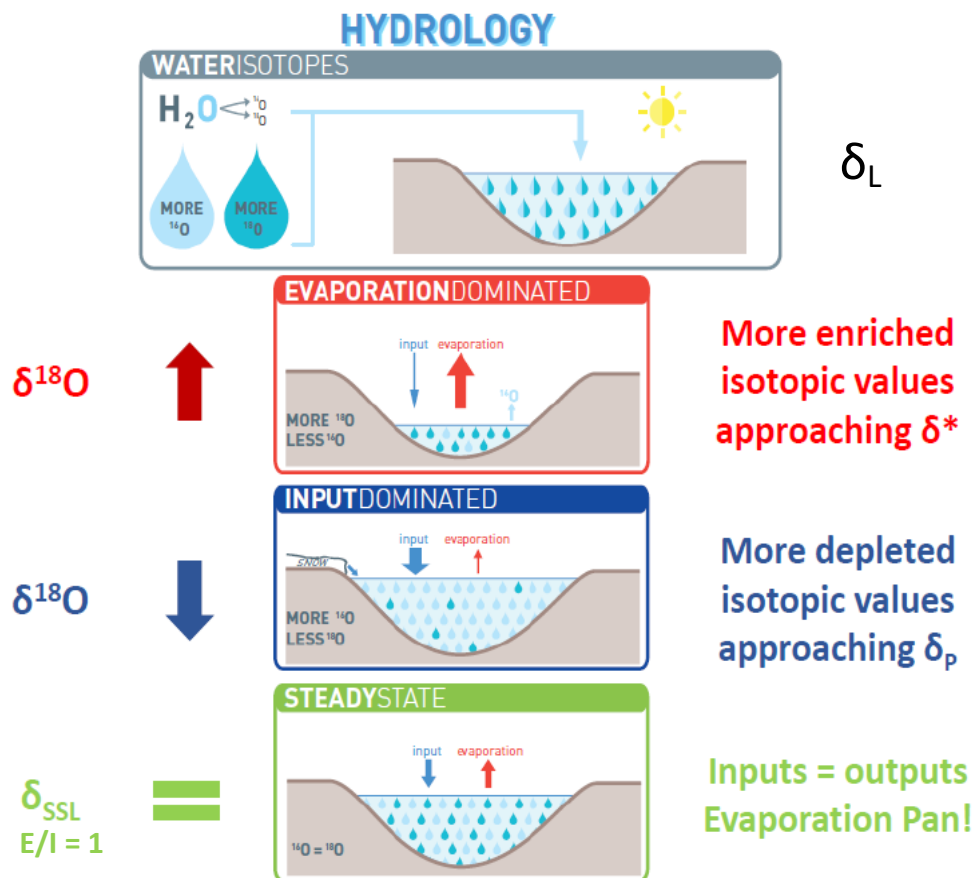 HYDROLOGY
WATERISOTOPES
H₂O
¹⁶O
¹⁸O
MORE
¹⁶O
MORE
¹⁸O
δL
EVAPORATIONDOMINATED
input evaporation
¹⁶O
MORE ¹⁸O
LESS ¹⁶O
δ¹⁸O
More enriched
isotopic values
approaching δ*
INPUTDOMINATED
input evaporation
SNOW
MORE ¹⁶O
LESS ¹⁸O
δ¹⁸O
More depleted
isotopic values
approaching δP
STEADYSTATE
input evaporation
¹⁶O = ¹⁸O
δSSL
E/I = 1
=
Inputs = outputs
Evaporation Pan!